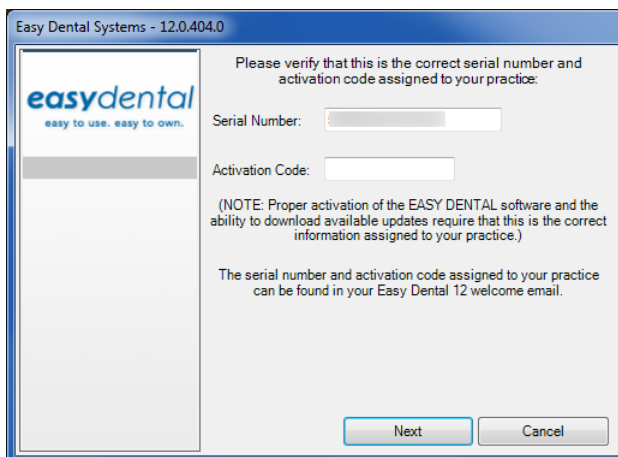 Easy Dental Systems - 12.0.404.0
easydental
easy to use. easy to own.
Please verify that this is the correct serial number and
activation code assigned to your practice:
Serial Number:
Activation Code:
(NOTE: Proper activation of the EASY DENTAL software and the
ability to download available updates require that this is the correct
information assigned to your practice.)
The serial number and activation code assigned to your practice
can be found in your Easy Dental 12 welcome email.
Next
Cancel